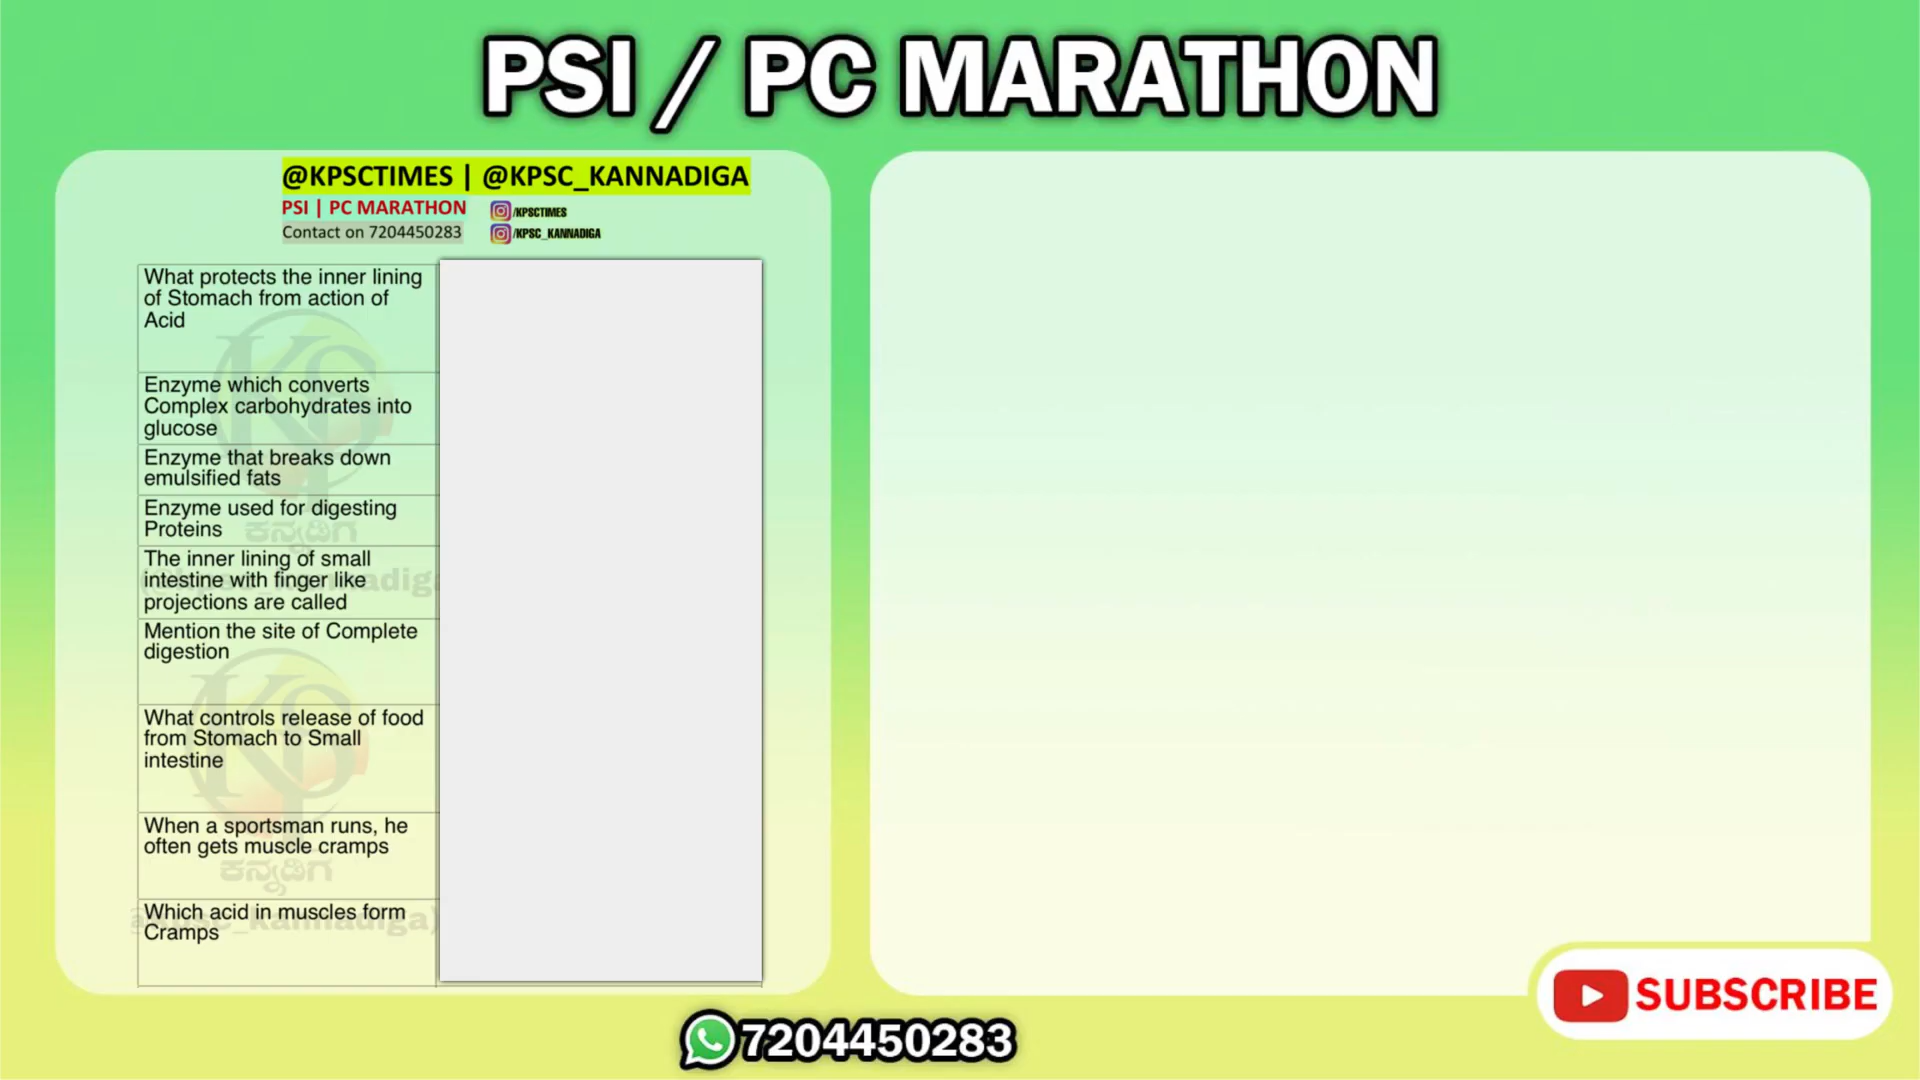 PSI / PC MARATHON
@KPSCTIMES | @KPSC_KANNADIGA
PSI | PC MARATHON
/KPSCTIMES
Contact on 7204450283
/KPSC_KANNADIGA
What protects the inner lining
of Stomach from action of
Acid
Enzyme which converts
Complex carbohydrates into
glucose
Enzyme that breaks down
emulsified fats
Enzyme used for digesting
Proteins
ಕನ್ನಡಿಗ
The inner lining of small
intestine with finger like
projections are called
Mention the site of Complete
digestion
What controls release of food
from Stomach to Small
intestine
When a sportsman runs, he
often gets muscle cramps
ಕನ್ನಡಿಗ
Which acid in muscles form
Cramps
SUBSCRIBE
7204450283